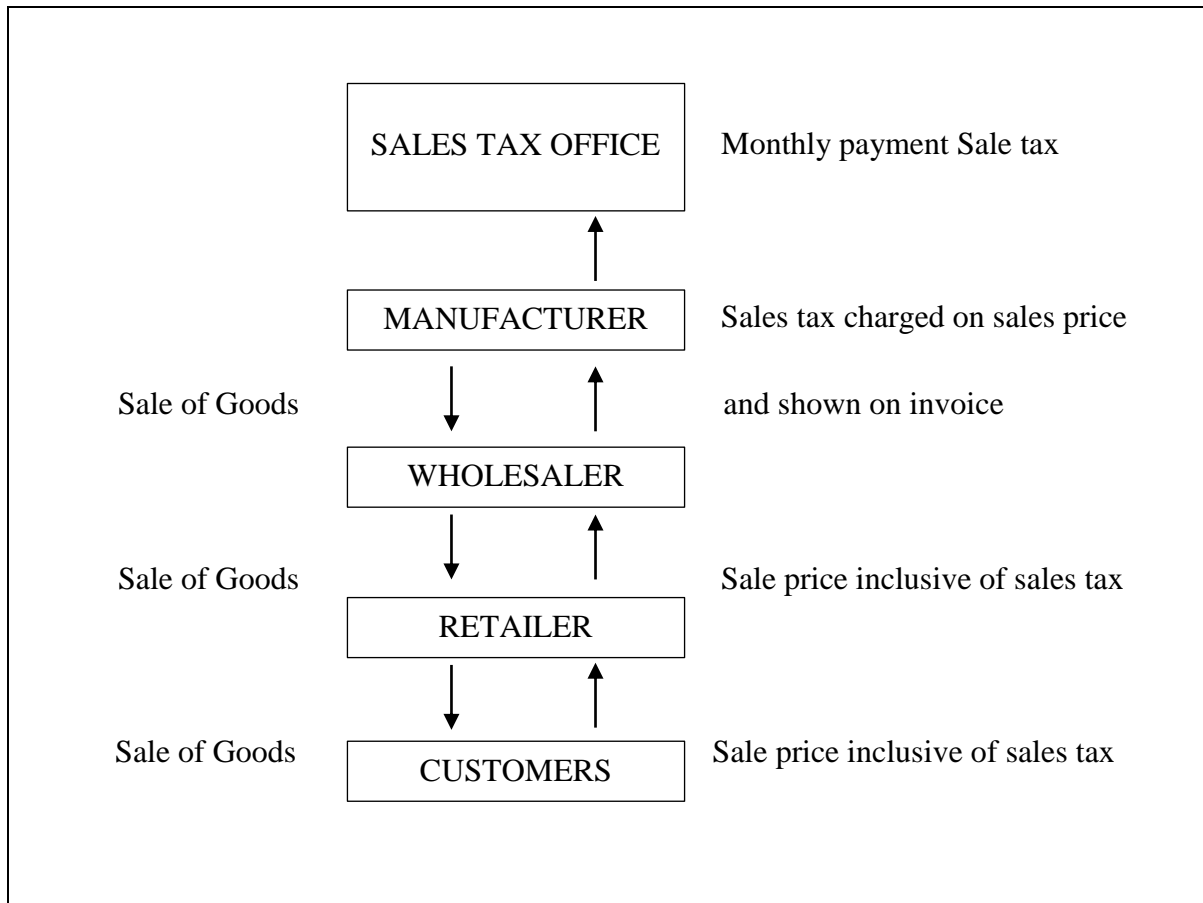 SALES TAX OFFICE
Monthly payment Sale tax
MANUFACTURER
Sales tax charged on sales price
Sale of Goods
and shown on invoice
WHOLESALER
Sale of Goods
Sale price inclusive of sales tax
RETAILER
Sale of Goods
Sale price inclusive of sales tax
CUSTOMERS